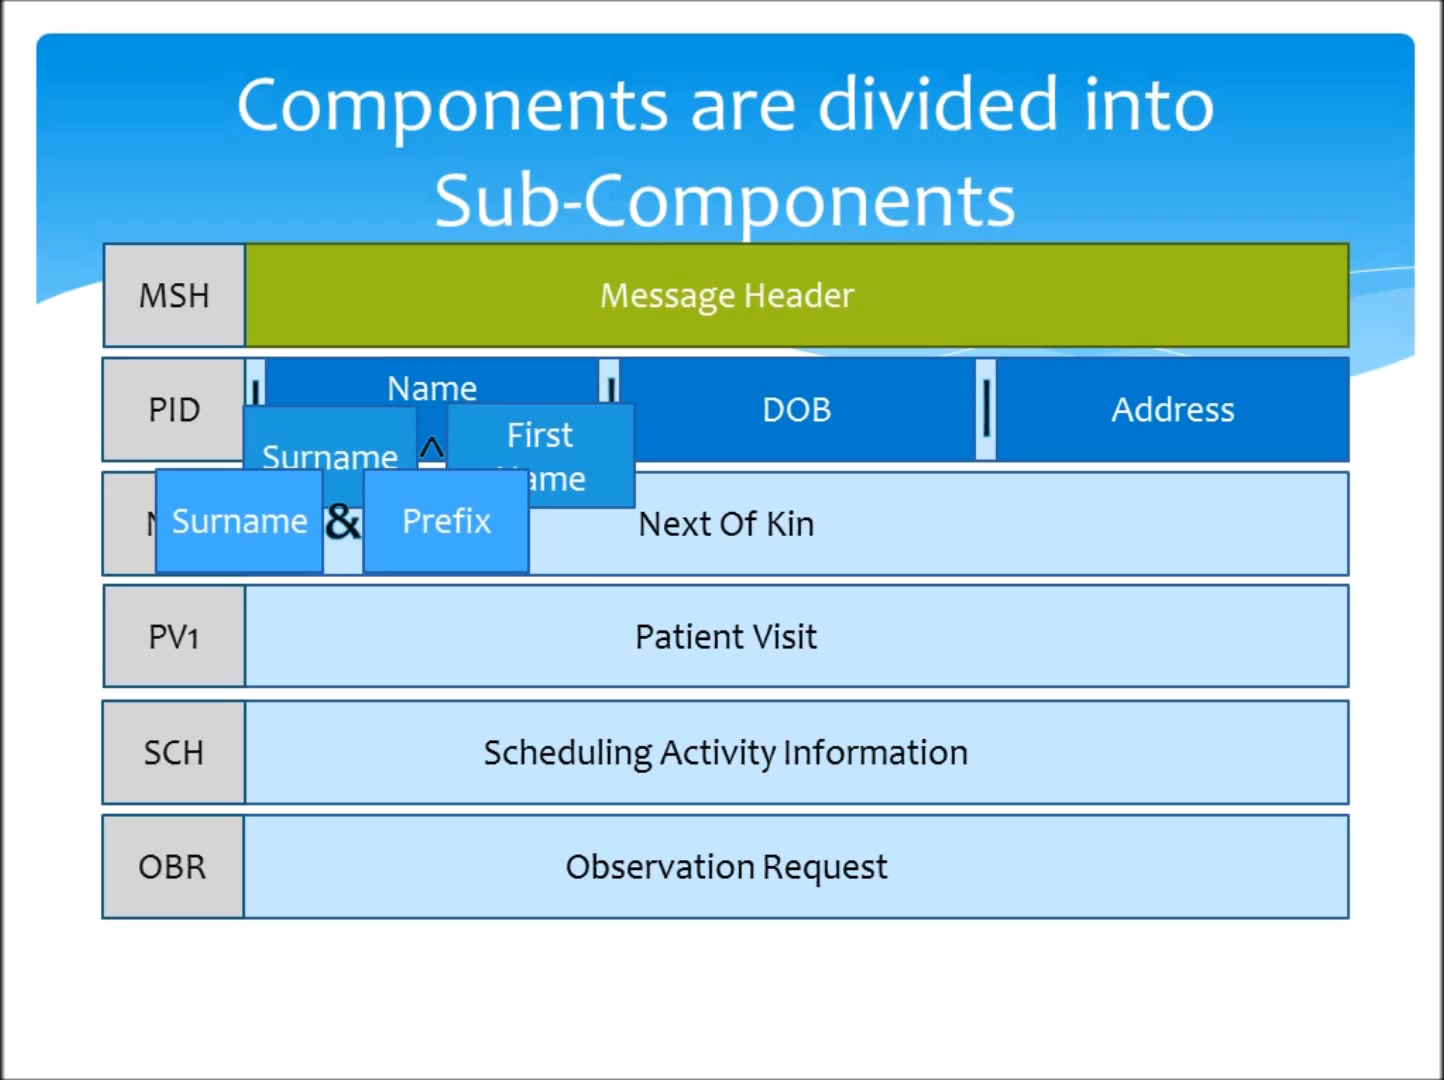 Components are divided into
Sub-Components
MSH
Message Header
PID
|
Name
|
DOB
|
Address
Surname
^
First
Surname
&
Prefix
Next Of Kin
PV1
Patient Visit
SCH
Scheduling Activity Information
OBR
Observation Request